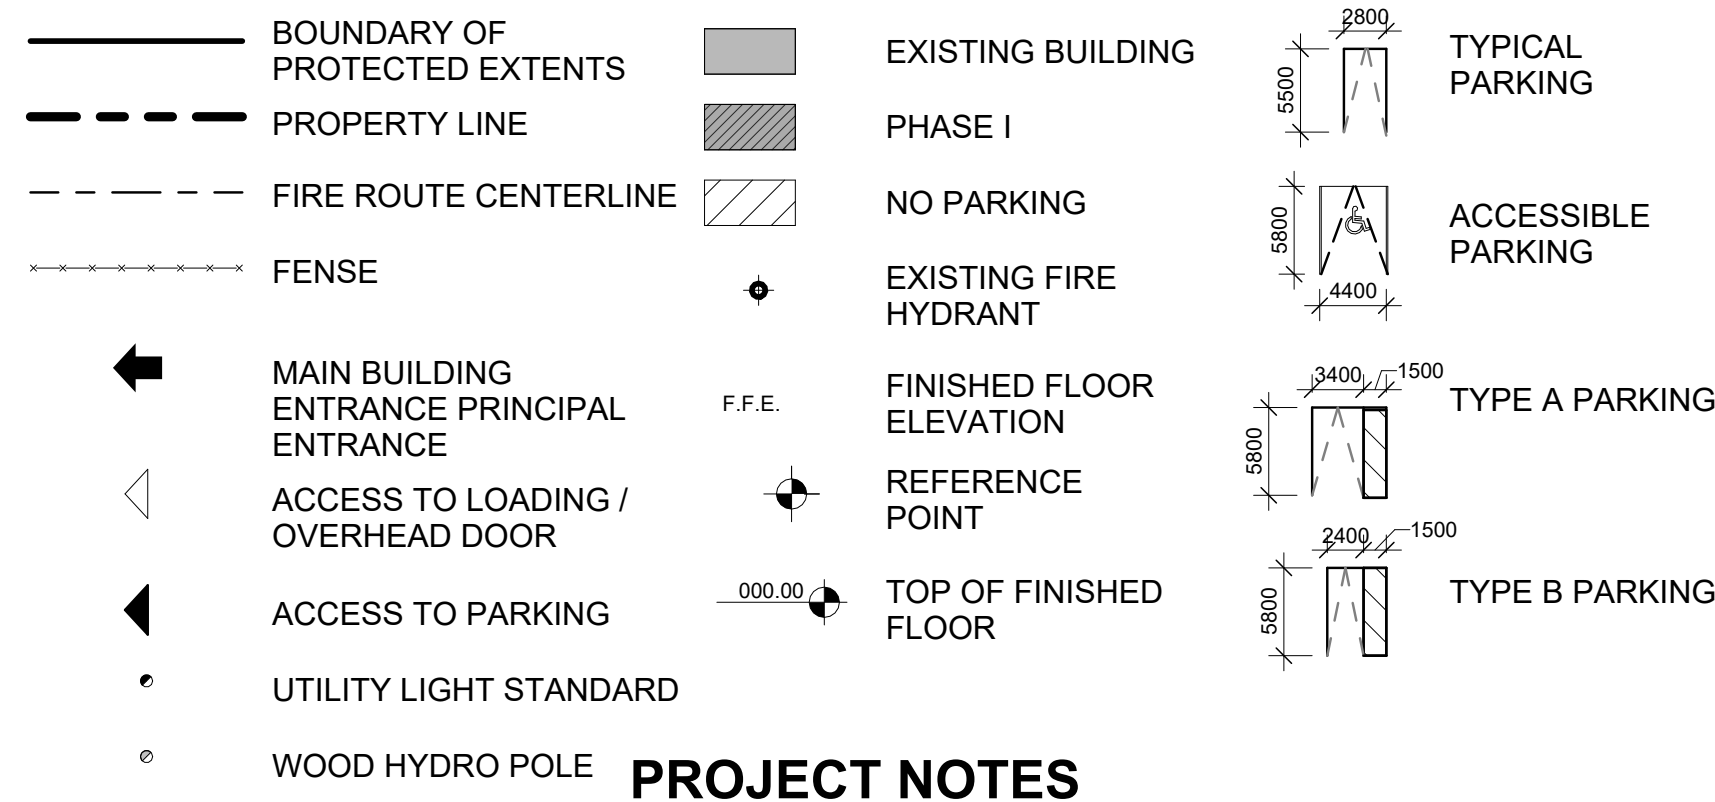 BOUNDARY OF
PROTECTED EXTENTS
PROPERTY LINE
FIRE ROUTE CENTERLINE
FENSE
MAIN BUILDING
ENTRANCE PRINCIPAL
ENTRANCE
ACCESS TO LOADING /
OVERHEAD DOOR
ACCESS TO PARKING
UTILITY LIGHT STANDARD
WOOD HYDRO POLE
EXISTING BUILDING
PHASE I
NO PARKING
EXISTING FIRE
HYDRANT
F.F.E.
FINISHED FLOOR
ELEVATION
REFERENCE
POINT
000.00
TOP OF FINISHED
FLOOR
2800
5500
TYPICAL
PARKING
5800
4400
ACCESSIBLE
PARKING
3400
1500
5800
TYPE A PARKING
2400
1500
5800
TYPE B PARKING
PROJECT NOTES